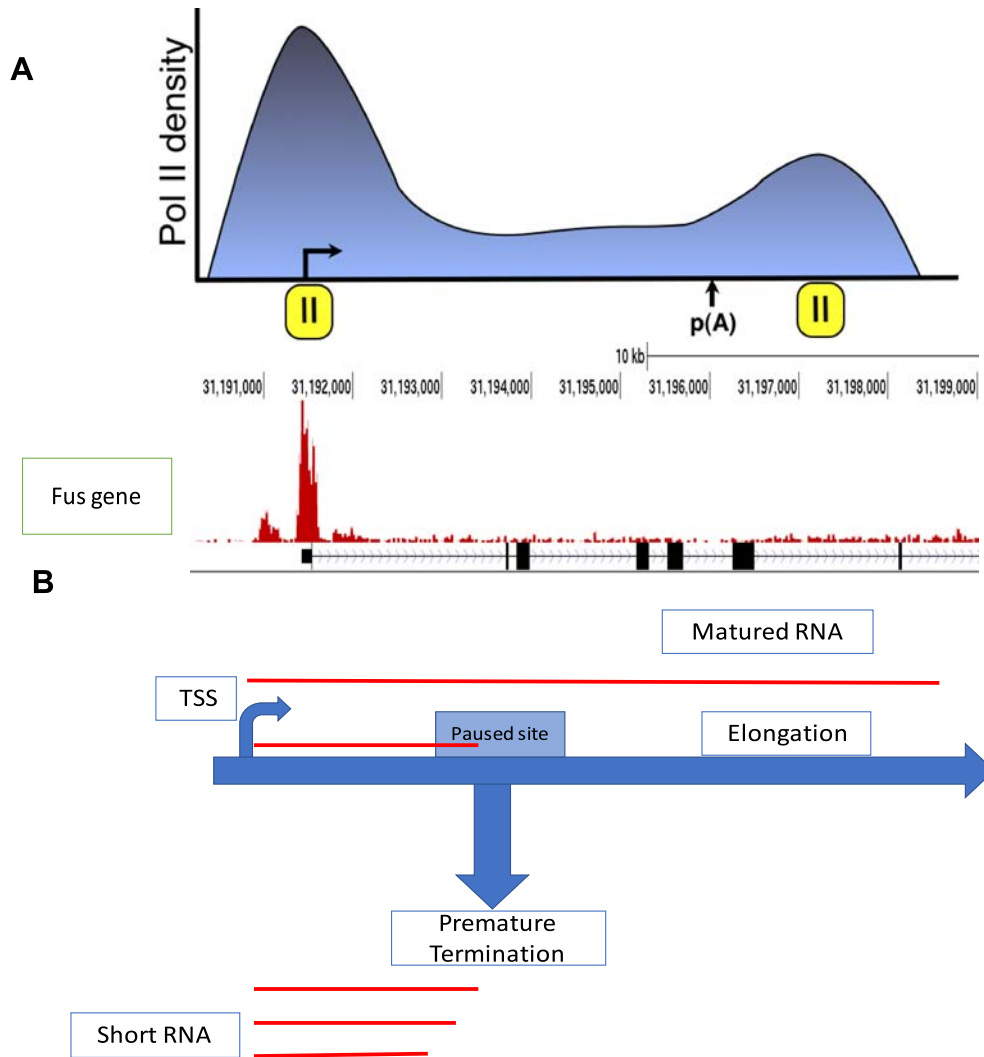 A
Pol II density
II
II
p(A)
10 kb
31,191,000 31,192,000 31,193,000 31,194,000 31,195,000 31,196,000 31,197,000 31,198,000 31,199,000
Fus gene
B
Matured RNA
TSS
Paused site
Elongation
Premature
Termination
Short RNA